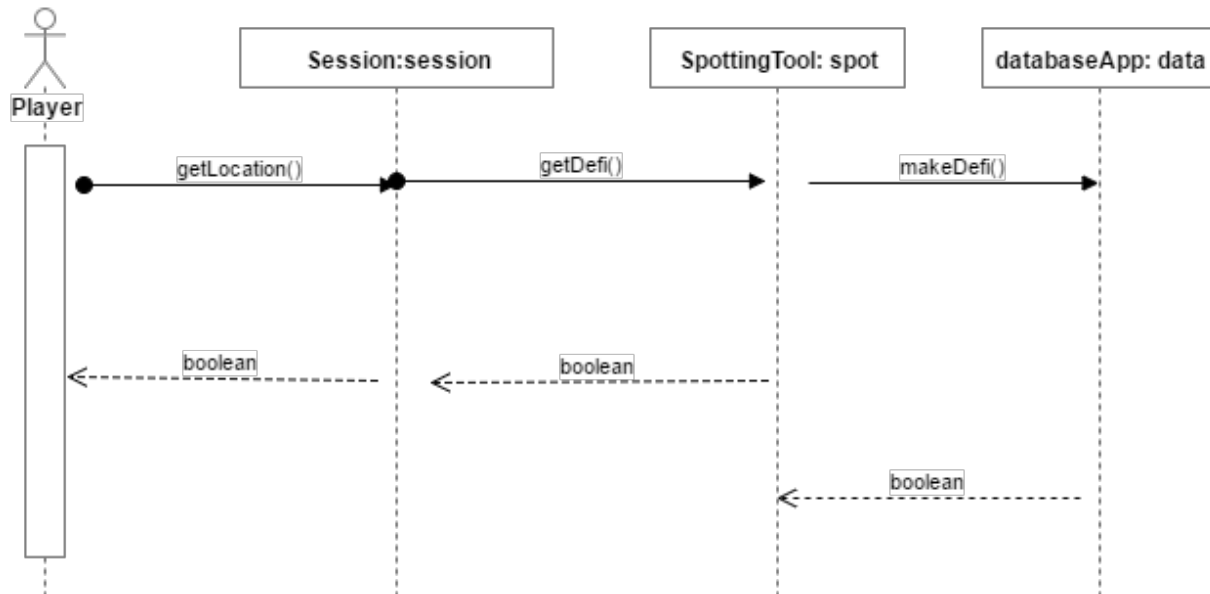 Player
Session:session
SpottingTool: spot
databaseApp: data
getLocation()
getDefi()
makeDefi()
boolean
boolean
boolean